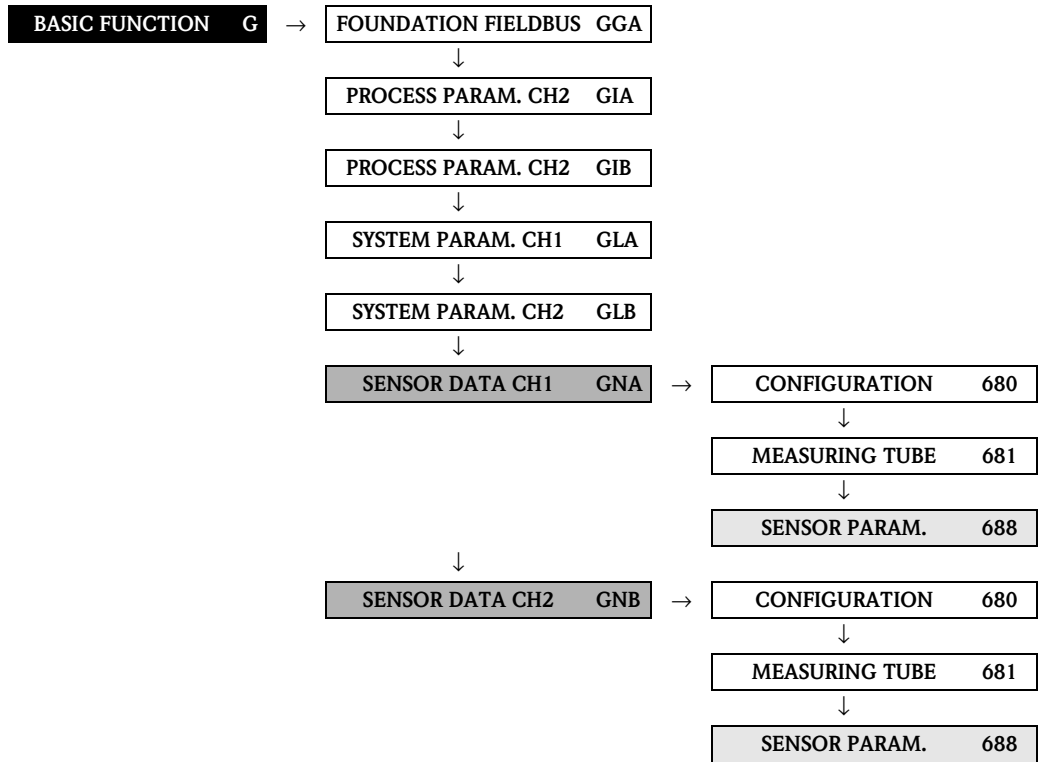 BASIC FUNCTION G → FOUNDATION FIELDBUS GGA
↓
PROCESS PARAM. CH2 GIA
↓
PROCESS PARAM. CH2 GIB
↓
SYSTEM PARAM. CH1 GLA
↓
SYSTEM PARAM. CH2 GLB
↓
SENSOR DATA CH1 GNA → CONFIGURATION 680
↓
MEASURING TUBE 681
↓
SENSOR PARAM. 688
↓
SENSOR DATA CH2 GNB → CONFIGURATION 680
↓
MEASURING TUBE 681
↓
SENSOR PARAM. 688